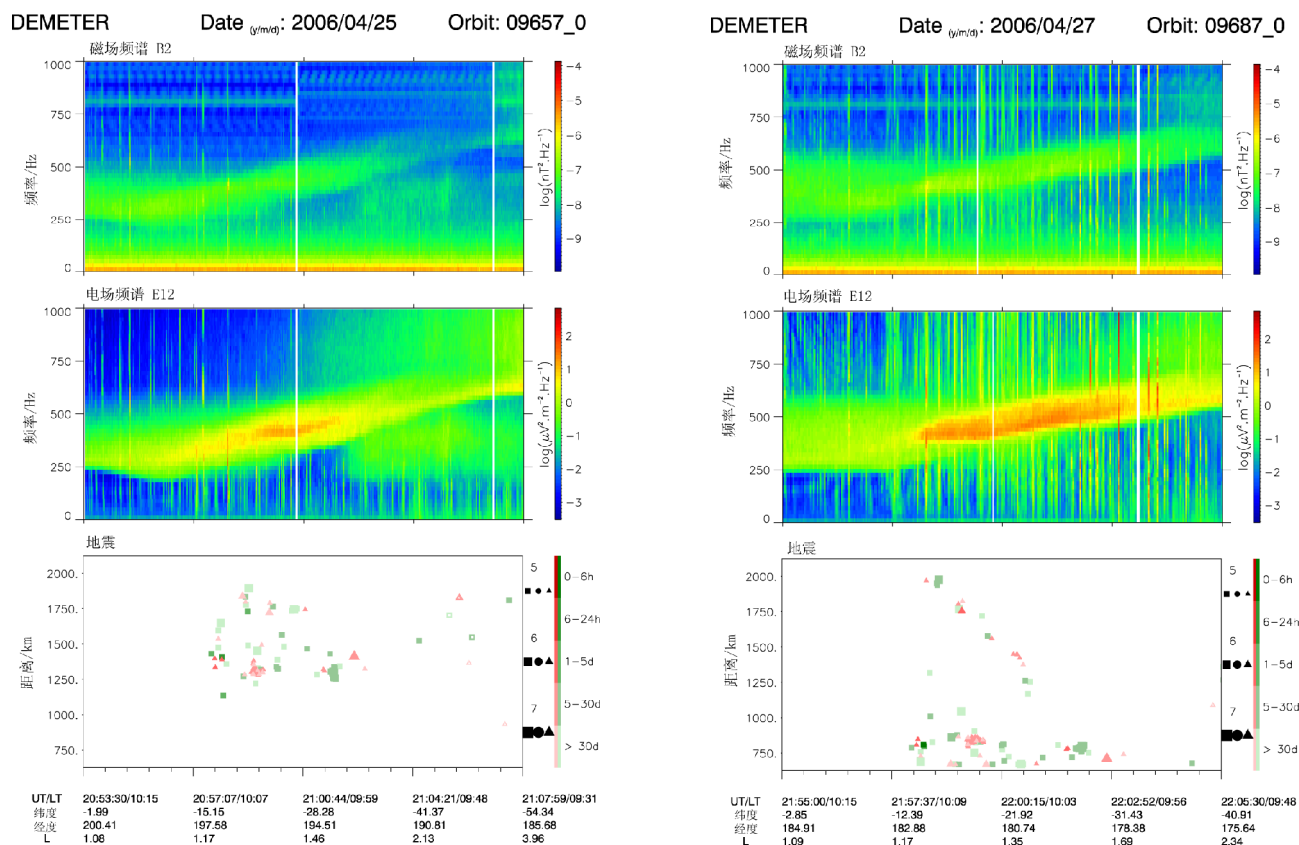 DEMETER Date (y/m/d): 2006/04/25 Orbit: 09657_0
磁场频谱 B2
1000
750
500
250
0
频率/Hz
-4
-5
-6
-7
-8
-9
log(nT².Hz⁻¹)
电场频谱 E12
1000
750
500
250
0
频率/Hz
2
1
0
-1
-2
-3
log(μV².m⁻².Hz⁻¹)
地震
2000.
1750.
1500.
1250.
1000.
750.
距离/km
5
6
7
0-6h
6-24h
1-5d
5-30d
> 30d
UT/LT 20:53:30/10:15 20:57:07/10:07 21:00:44/09:59 21:04:21/09:48 21:07:59/09:31
纬度 -1.99 -15.15 -28.28 -41.37 -54.34
经度 200.41 197.58 194.51 190.81 185.68
L 1.08 1.17 1.46 2.13 3.96
DEMETER Date (y/m/d): 2006/04/27 Orbit: 09687_0
磁场频谱 B2
1000
750
500
250
0
频率/Hz
-4
-5
-6
-7
-8
-9
log(nT².Hz⁻¹)
电场频谱 E12
1000
750
500
250
0
频率/Hz
2
1
0
-1
-2
-3
log(μV².m⁻².Hz⁻¹)
地震
2000.
1750.
1500.
1250.
1000.
750.
距离/km
5
6
7
0-6h
6-24h
1-5d
5-30d
> 30d
UT/LT 21:55:00/10:15 21:57:37/10:09 22:00:15/10:03 22:02:52/09:56 22:05:30/09:48
纬度 -2.85 -12.39 -21.92 -31.43 -40.91
经度 184.91 182.88 180.74 178.38 175.64
L 1.09 1.17 1.35 1.69 2.34